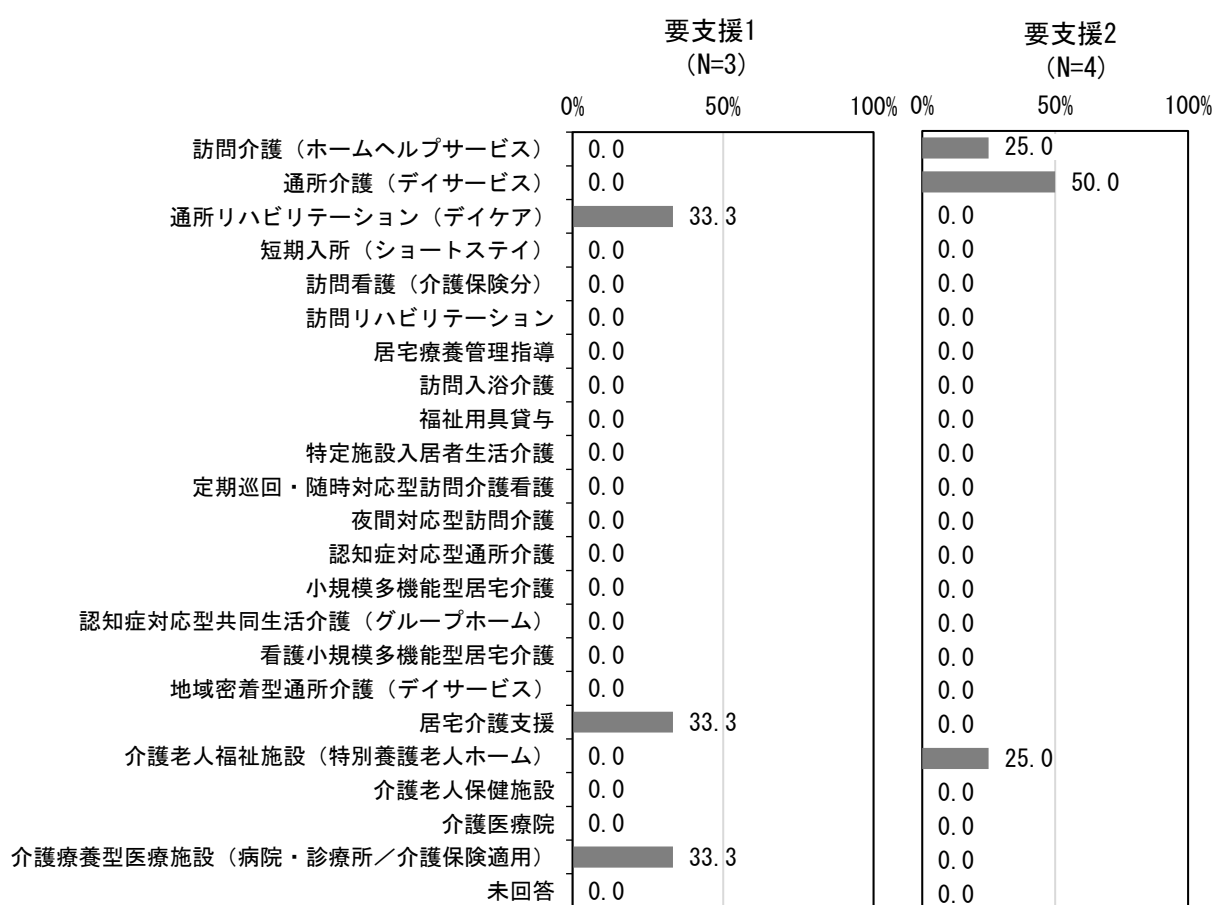 要支援1 要支援2
（N=3） （N=4）
0% 50% 100% 0% 50% 100%
訪問介護（ホームヘルプサービス） 0.0 25.0
通所介護（デイサービス） 0.0 50.0
通所リハビリテーション（デイケア） 33.3 0.0
短期入所（ショートステイ） 0.0 0.0
訪問看護（介護保険分） 0.0 0.0
訪問リハビリテーション 0.0 0.0
居宅療養管理指導 0.0 0.0
訪問入浴介護 0.0 0.0
福祉用具貸与 0.0 0.0
特定施設入居者生活介護 0.0 0.0
定期巡回・随時対応型訪問介護看護 0.0 0.0
夜間対応型訪問介護 0.0 0.0
認知症対応型通所介護 0.0 0.0
小規模多機能型居宅介護 0.0 0.0
認知症対応型共同生活介護（グループホーム） 0.0 0.0
看護小規模多機能型居宅介護 0.0 0.0
地域密着型通所介護（デイサービス） 0.0 0.0
居宅介護支援 33.3 0.0
介護老人福祉施設（特別養護老人ホーム） 0.0 25.0
介護老人保健施設 0.0 0.0
介護医療院 0.0 0.0
介護療養型医療施設（病院・診療所／介護保険適用） 33.3 0.0
未回答 0.0 0.0